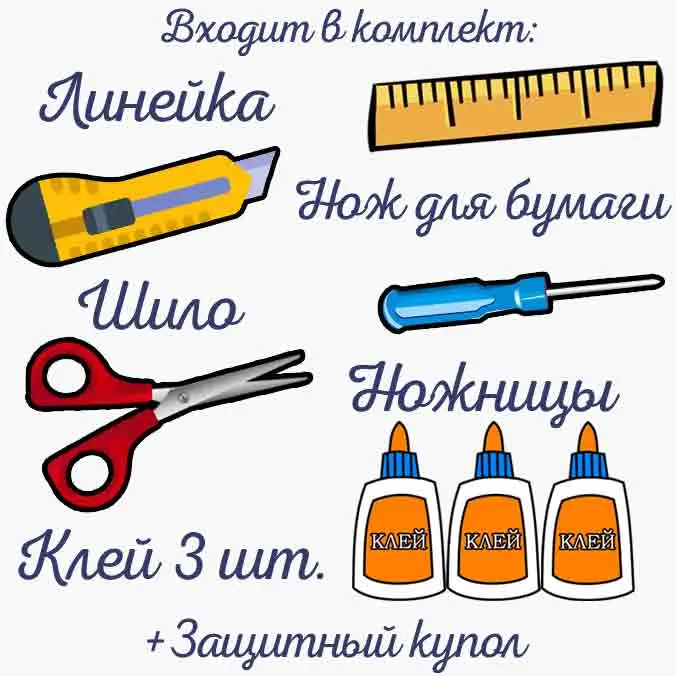 Входит в комплект:
Линейка
Нож для бумаги
Шило
Ножницы
КЛЕЙ КЛЕЙ КЛЕЙ
Клей 3 шт.
+ Защитный купол